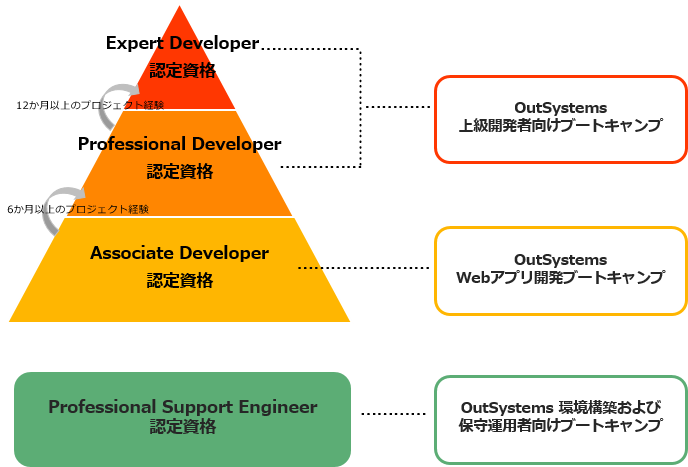 Expert Developer
認定資格
12か月以上のプロジェクト経験
OutSystems
上級開発者向けブートキャンプ
Professional Developer
認定資格
6か月以上のプロジェクト経験
Associate Developer
認定資格
OutSystems
Webアプリ開発ブートキャンプ
Professional Support Engineer
認定資格
OutSystems 環境構築および
保守運用者向けブートキャンプ